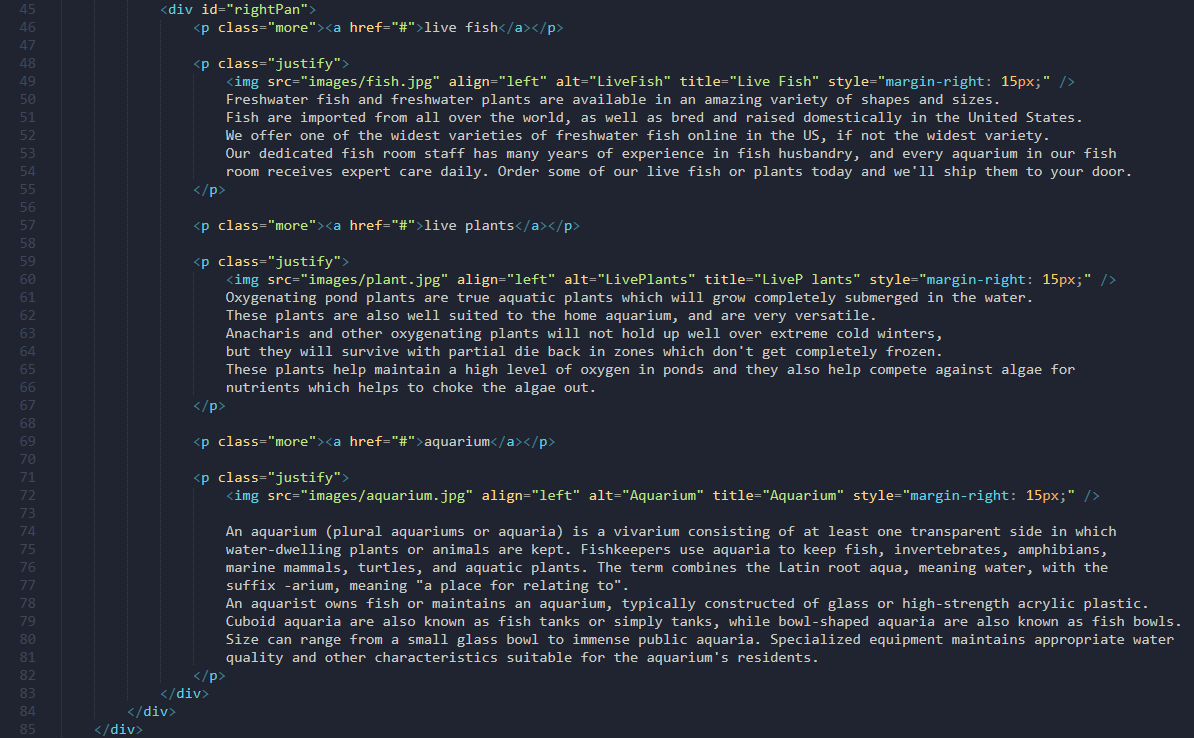 45 <div id="rightPan">
46 <p class="more"><a href="#">live fish</a></p>
47
48 <p class="justify">
49 <img src="images/fish.jpg" align="left" alt="LiveFish" title="Live Fish" style="margin-right: 15px;" />
50 Freshwater fish and freshwater plants are available in an amazing variety of shapes and sizes.
51 Fish are imported from all over the world, as well as bred and raised domestically in the United States.
52 We offer one of the widest varieties of freshwater fish online in the US, if not the widest variety.
53 Our dedicated fish room staff has many years of experience in fish husbandry, and every aquarium in our fish
54 room receives expert care daily. Order some of our live fish or plants today and we'll ship them to your door.
55 </p>
56
57 <p class="more"><a href="#">live plants</a></p>
58
59 <p class="justify">
60 <img src="images/plant.jpg" align="left" alt="LivePlants" title="LiveP lants" style="margin-right: 15px;" />
61 Oxygenating pond plants are true aquatic plants which will grow completely submerged in the water.
62 These plants are also well suited to the home aquarium, and are very versatile.
63 Anacharis and other oxygenating plants will not hold up well over extreme cold winters,
64 but they will survive with partial die back in zones which don't get completely frozen.
65 These plants help maintain a high level of oxygen in ponds and they also help compete against algae for
66 nutrients which helps to choke the algae out.
67 </p>
68
69 <p class="more"><a href="#">aquarium</a></p>
70
71 <p class="justify">
72 <img src="images/aquarium.jpg" align="left" alt="Aquarium" title="Aquarium" style="margin-right: 15px;" />
73
74 An aquarium (plural aquariums or aquaria) is a vivarium consisting of at least one transparent side in which
75 water-dwelling plants or animals are kept. Fishkeepers use aquaria to keep fish, invertebrates, amphibians,
76 marine mammals, turtles, and aquatic plants. The term combines the Latin root aqua, meaning water, with the
77 suffix -arium, meaning "a place for relating to".
78 An aquarist owns fish or maintains an aquarium, typically constructed of glass or high-strength acrylic plastic.
79 Cuboid aquaria are also known as fish tanks or simply tanks, while bowl-shaped aquaria are also known as fish bowls.
80 Size can range from a small glass bowl to immense public aquaria. Specialized equipment maintains appropriate water
81 quality and other characteristics suitable for the aquarium's residents.
82 </p>
83 </div>
84 </div>
85 </div>